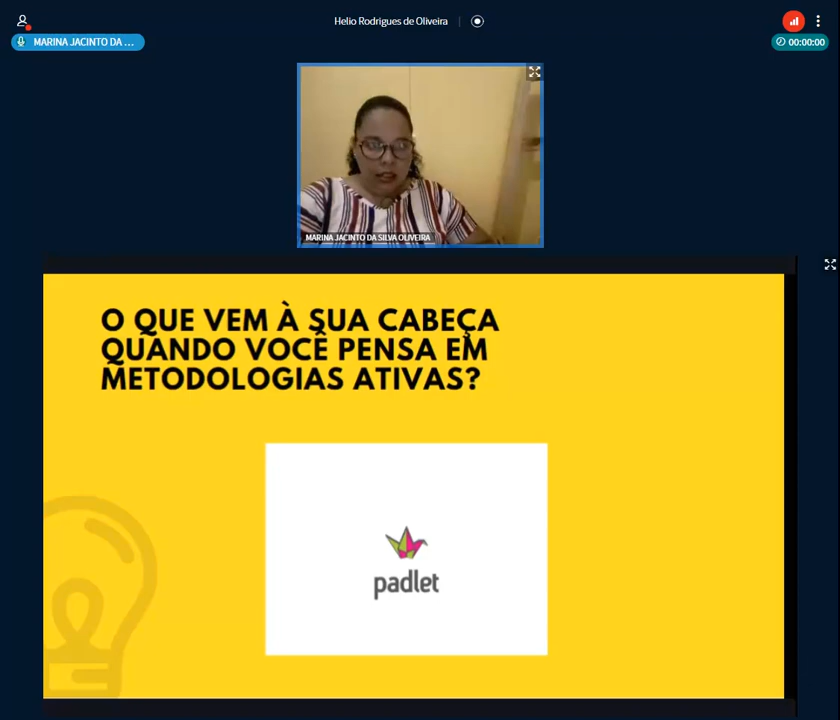 Helio Rodrigues de Oliveira
MARINA JACINTO DA ...
00:00:00
MARINA JACINTO DA SILVA OLIVEIRA
O QUE VEM À SUA CABEÇA
QUANDO VOCÊ PENSA EM
METODOLOGIAS ATIVAS?
padlet